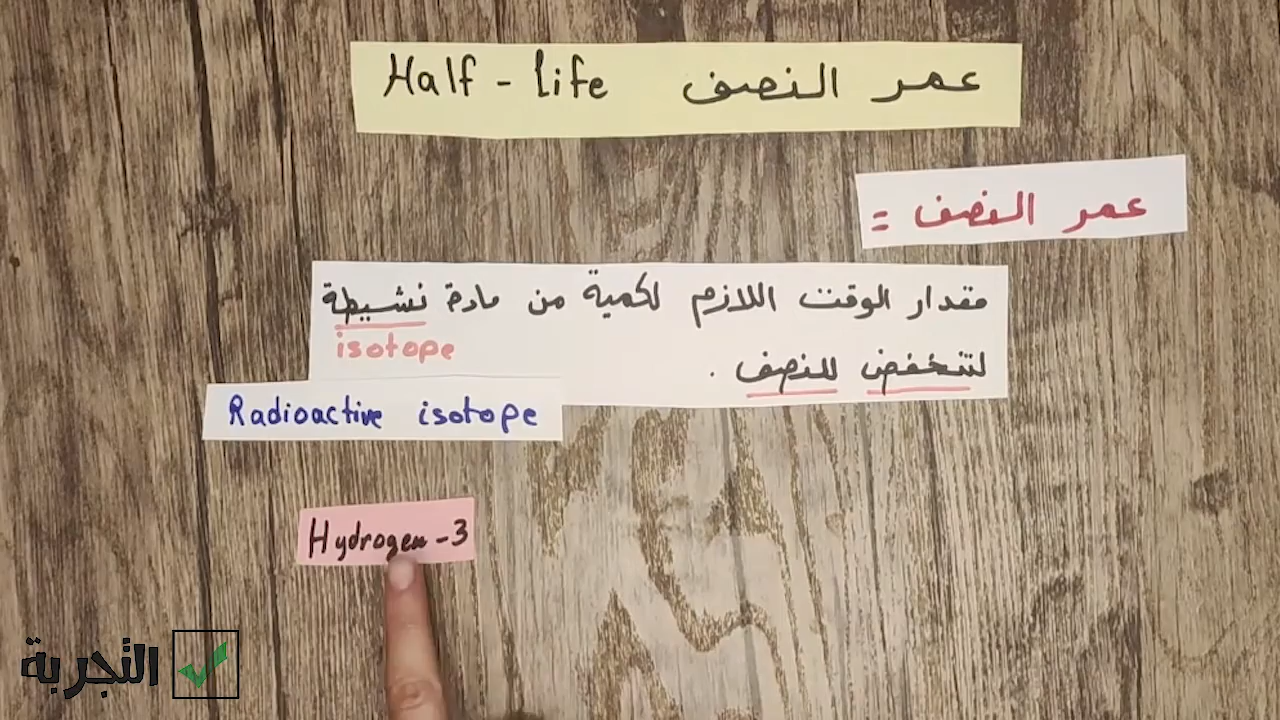 Half-life عمر النصف
عمر النصف =
مقدار الوقت اللازم لكمية من مادة نشيطة
isotope
لتنخفض للنصف .
Radioactive isotope
Hydrogen-3
التجربة